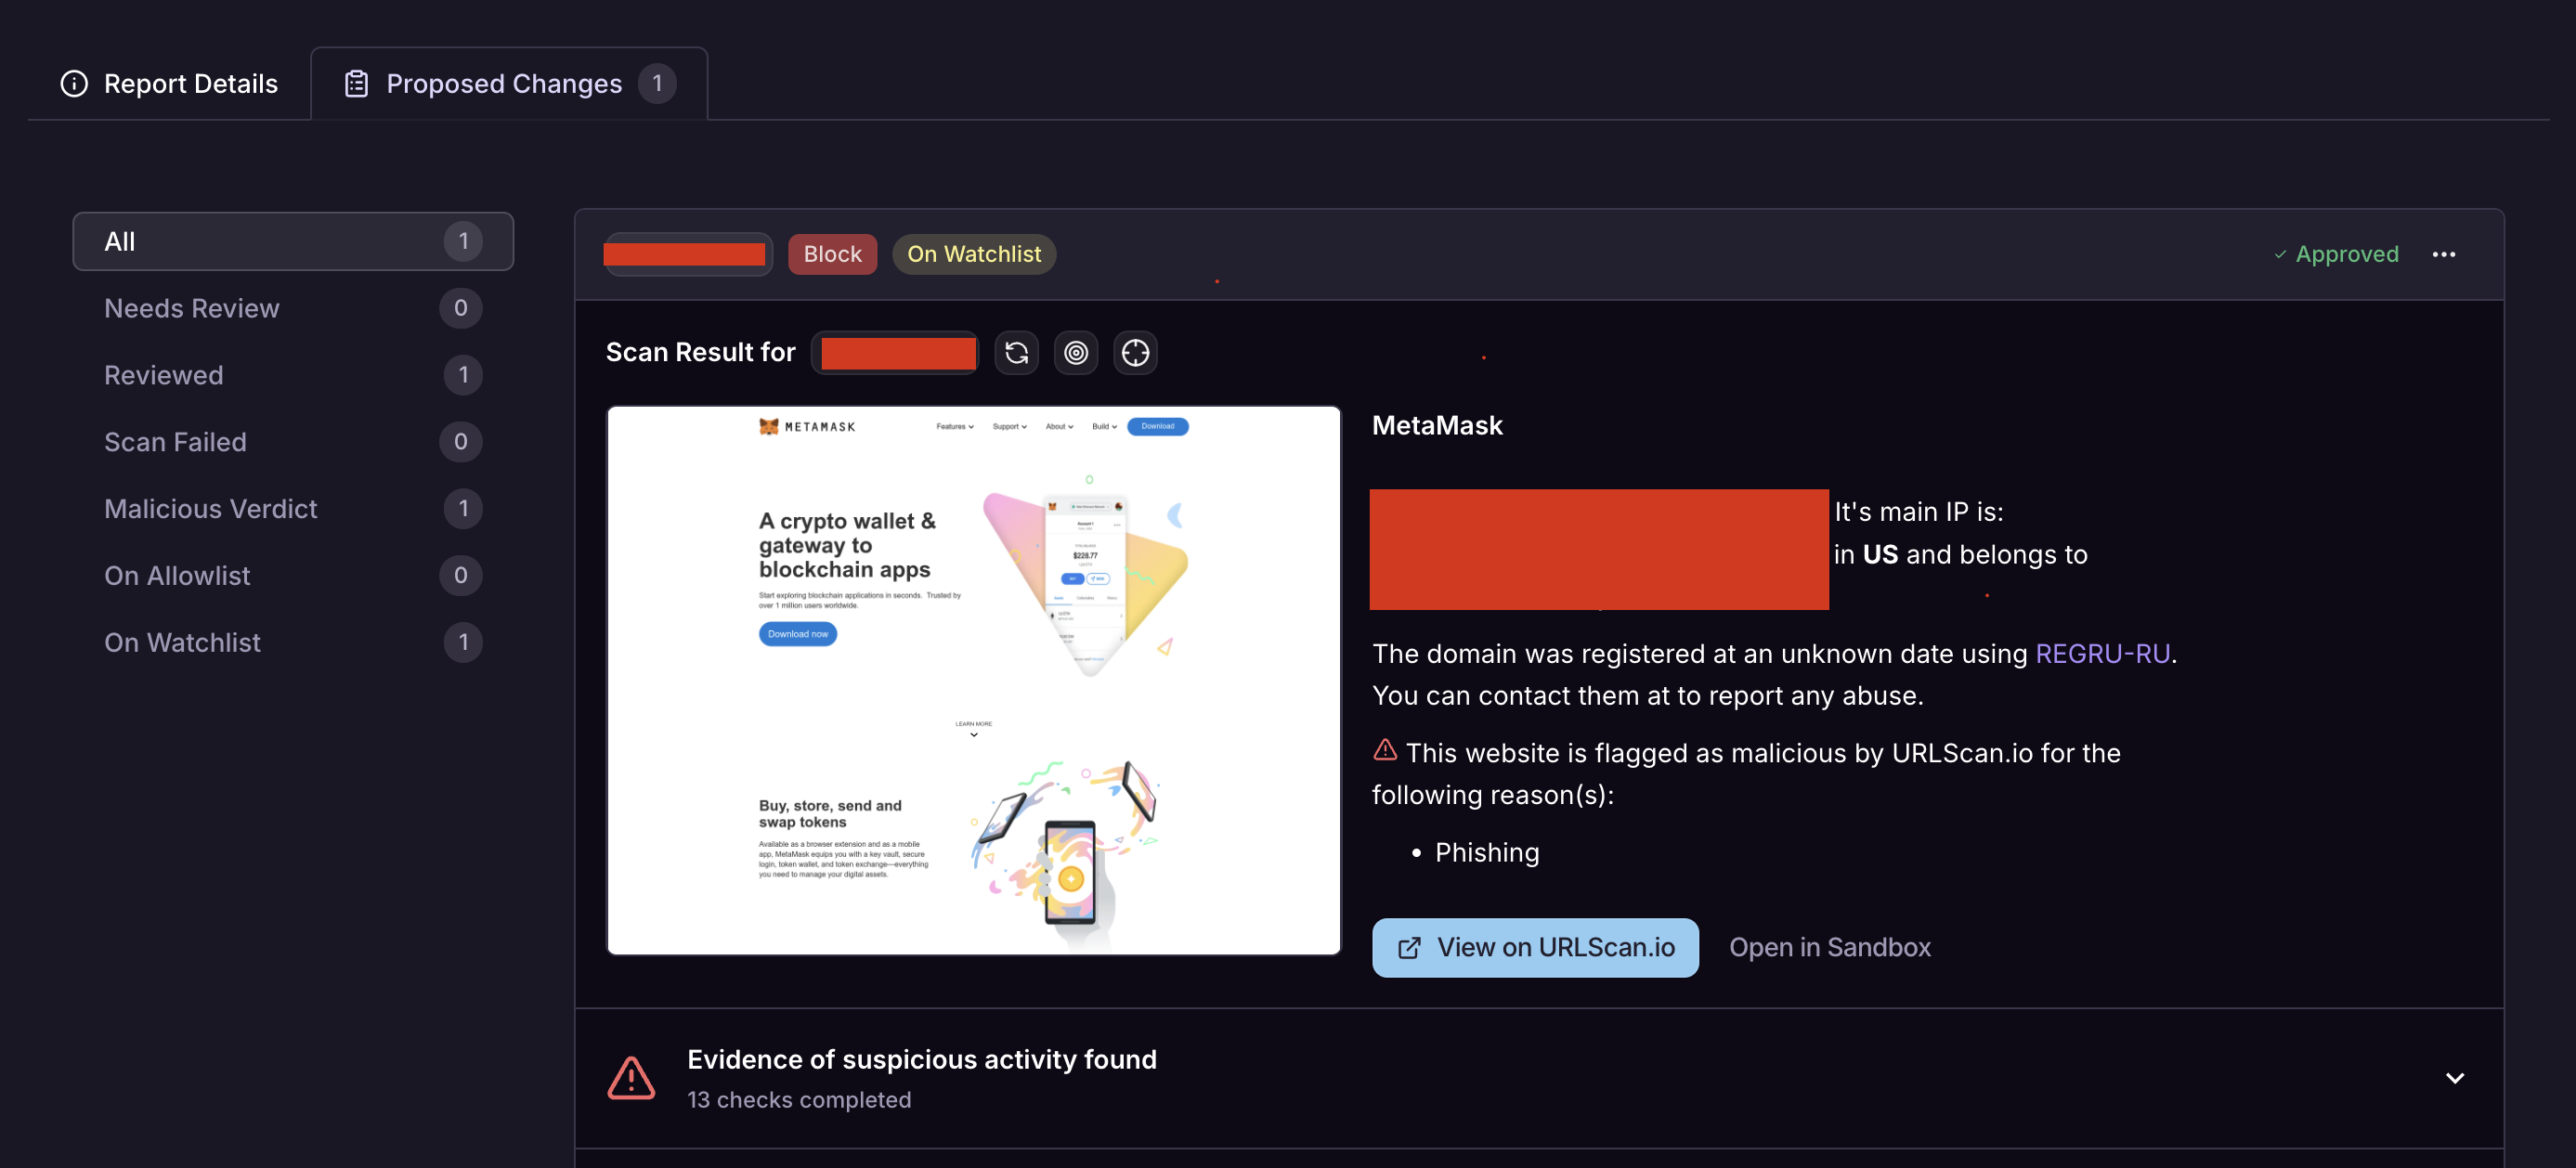 Report Details
Proposed Changes 1
All 1
Needs Review 0
Reviewed 1
Scan Failed 0
Malicious Verdict 1
On Allowlist 0
On Watchlist 1
Block
On Watchlist
Approved
Scan Result for
METAMASK
Features
Support
About
Build
Download
A crypto wallet &
gateway to
blockchain apps
Start exploring blockchain applications in seconds. Trusted by
over 1 million users worldwide.
Download now
$228.77
LEARN MORE
Buy, store, send and
swap tokens
Available as a browser extension and as a mobile
app, MetaMask equips you with a key vault, secure
login, token wallet, and token exchange—everything
you need to manage your digital assets.
MetaMask
It's main IP is:
in US and belongs to
The domain was registered at an unknown date using REGRU-RU.
You can contact them at to report any abuse.
This website is flagged as malicious by URLScan.io for the
following reason(s):
• Phishing
View on URLScan.io
Open in Sandbox
Evidence of suspicious activity found
13 checks completed